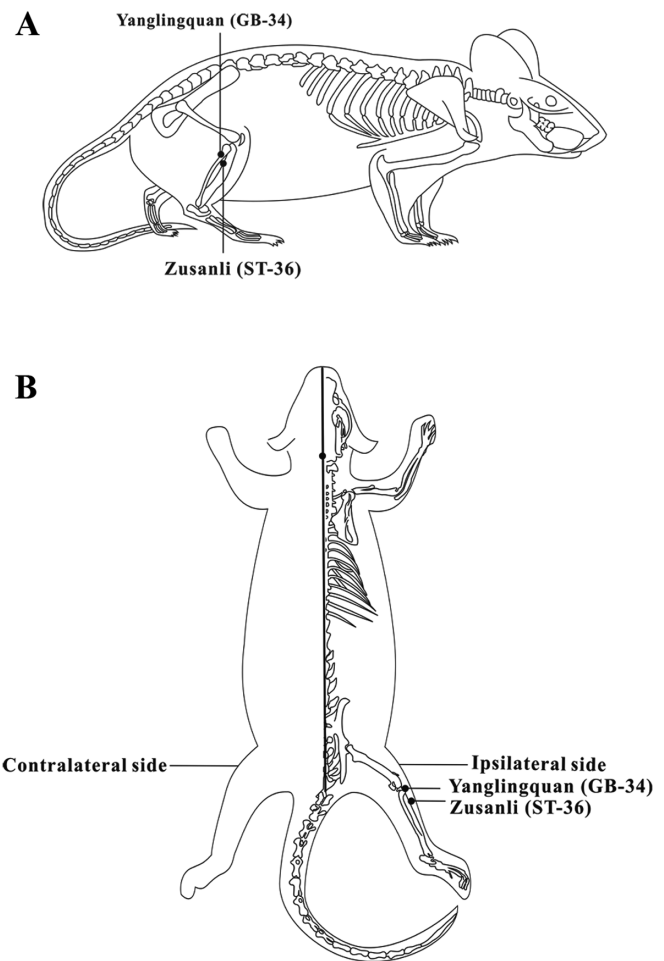 A
Yanglingquan (GB-34)
Zusanli (ST-36)
B
Contralateral side
Ipsilateral side
Yanglingquan (GB-34)
Zusanli (ST-36)